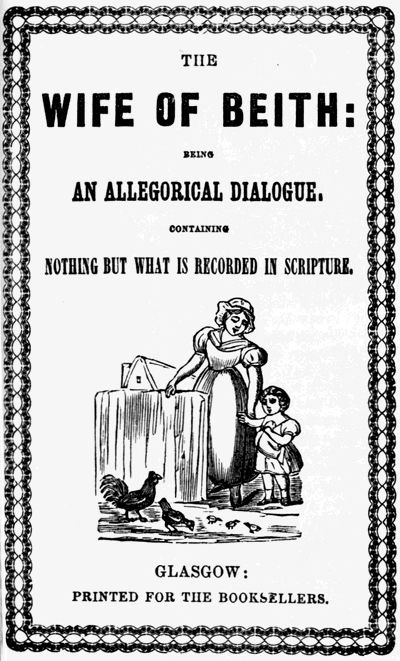 THE
WIFE OF BEITH:
BEING
AN ALLEGORICAL DIALOGUE.
CONTAINING
NOTHING BUT WHAT IS RECORDED IN SCRIPTURE.
GLASGOW:
PRINTED FOR THE BOOKSELLERS.